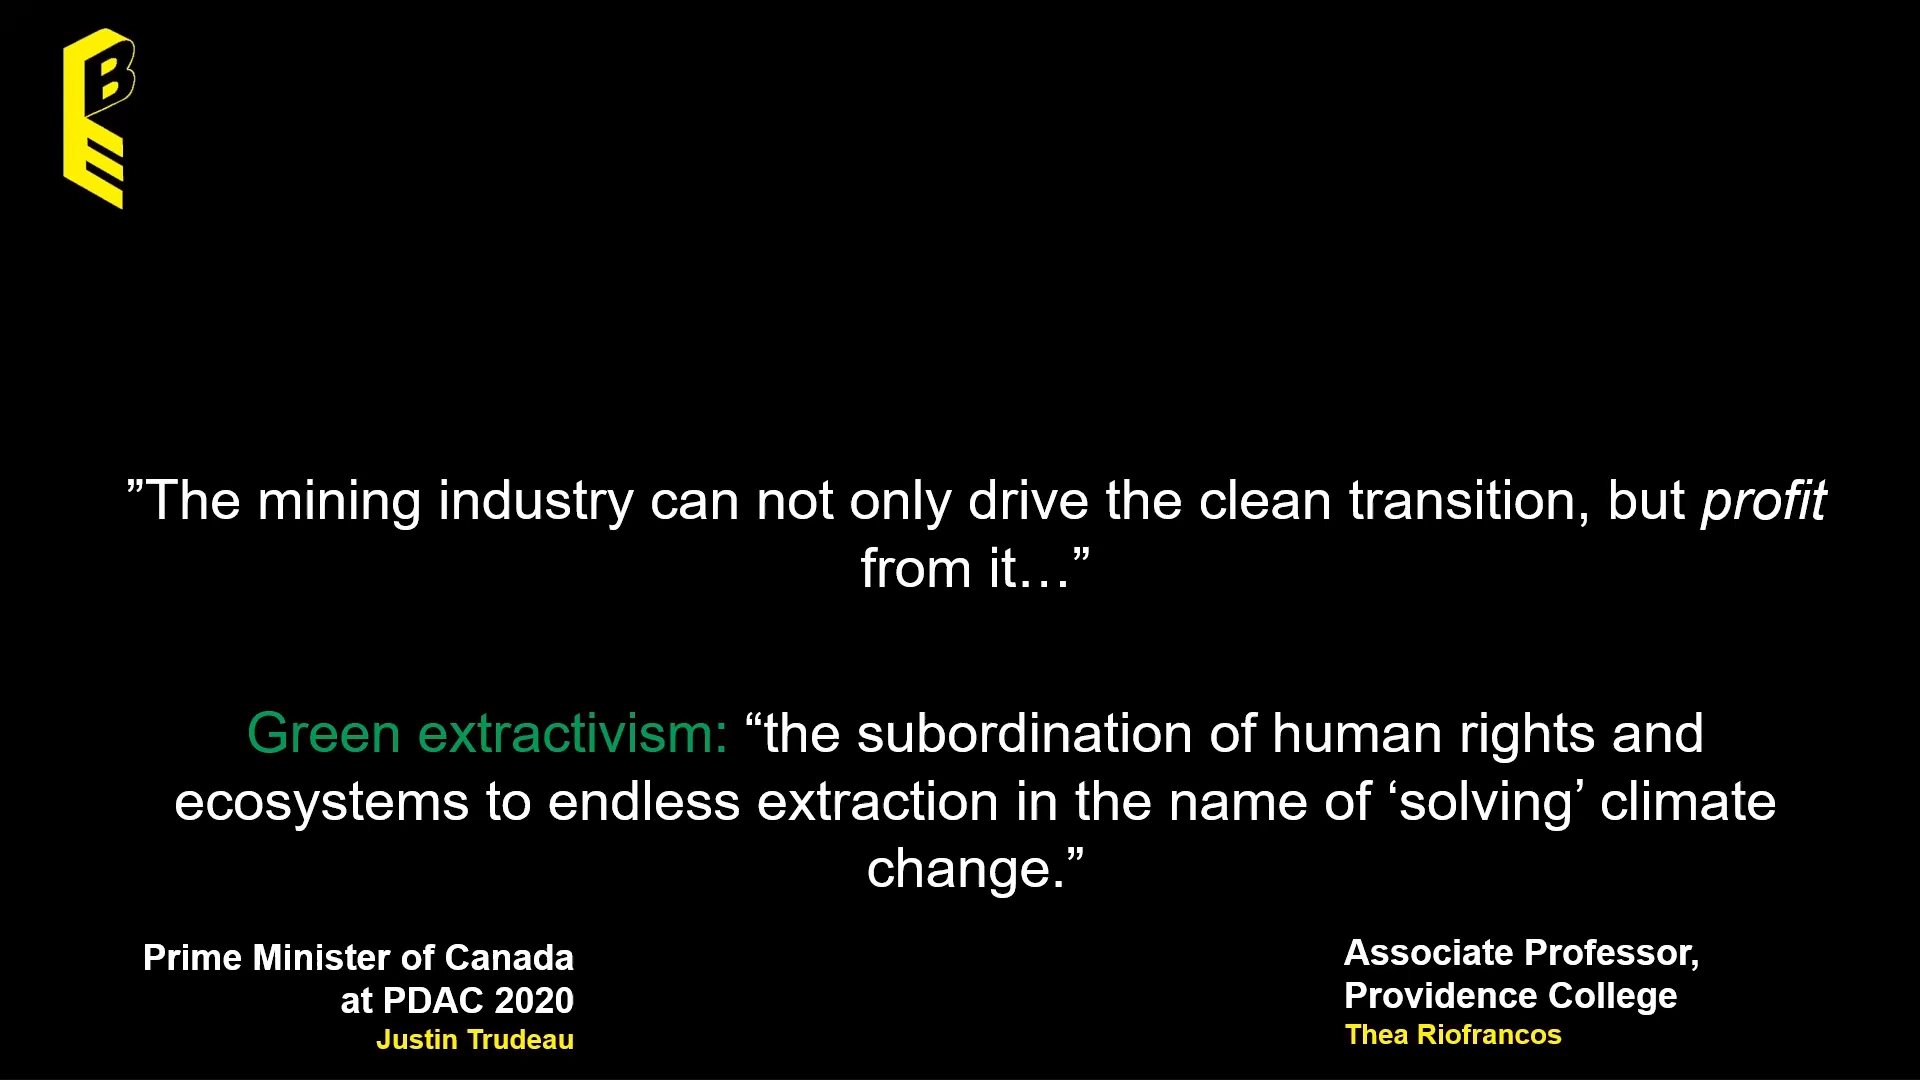 BE
”The mining industry can not only drive the clean transition, but profit
from it…”
Green extractivism: “the subordination of human rights and
ecosystems to endless extraction in the name of ‘solving’ climate
change.”
Prime Minister of Canada
at PDAC 2020
Justin Trudeau
Associate Professor,
Providence College
Thea Riofrancos